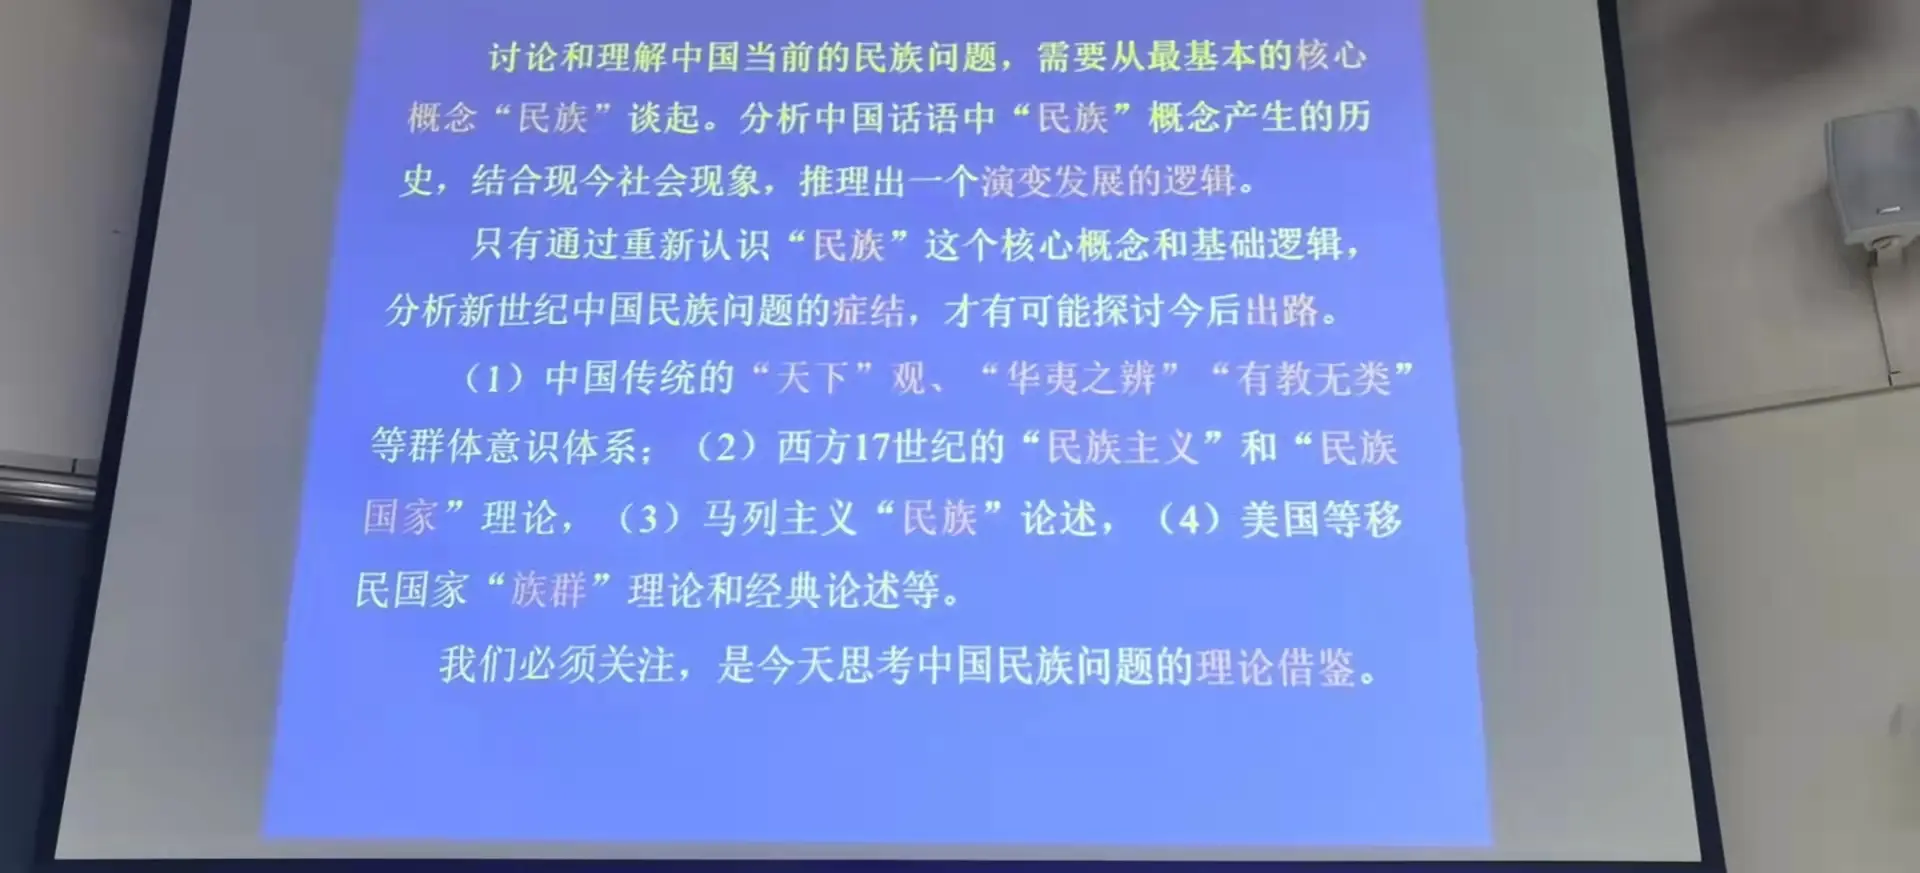 讨论和理解中国当前的民族问题，需要从最基本的核心
概念“民族”谈起。分析中国话语中“民族”概念产生的历
史，结合现今社会现象，推理出一个演变发展的逻辑。
只有通过重新认识“民族”这个核心概念和基础逻辑，
分析新世纪中国民族问题的症结，才有可能探讨今后出路。
（1）中国传统的“天下”观、“华夷之辨”“有教无类”
等群体意识体系；（2）西方17世纪的“民族主义”和“民族
国家”理论，（3）马列主义“民族”论述，（4）美国等移
民国家“族群”理论和经典论述等。
我们必须关注，是今天思考中国民族问题的理论借鉴。